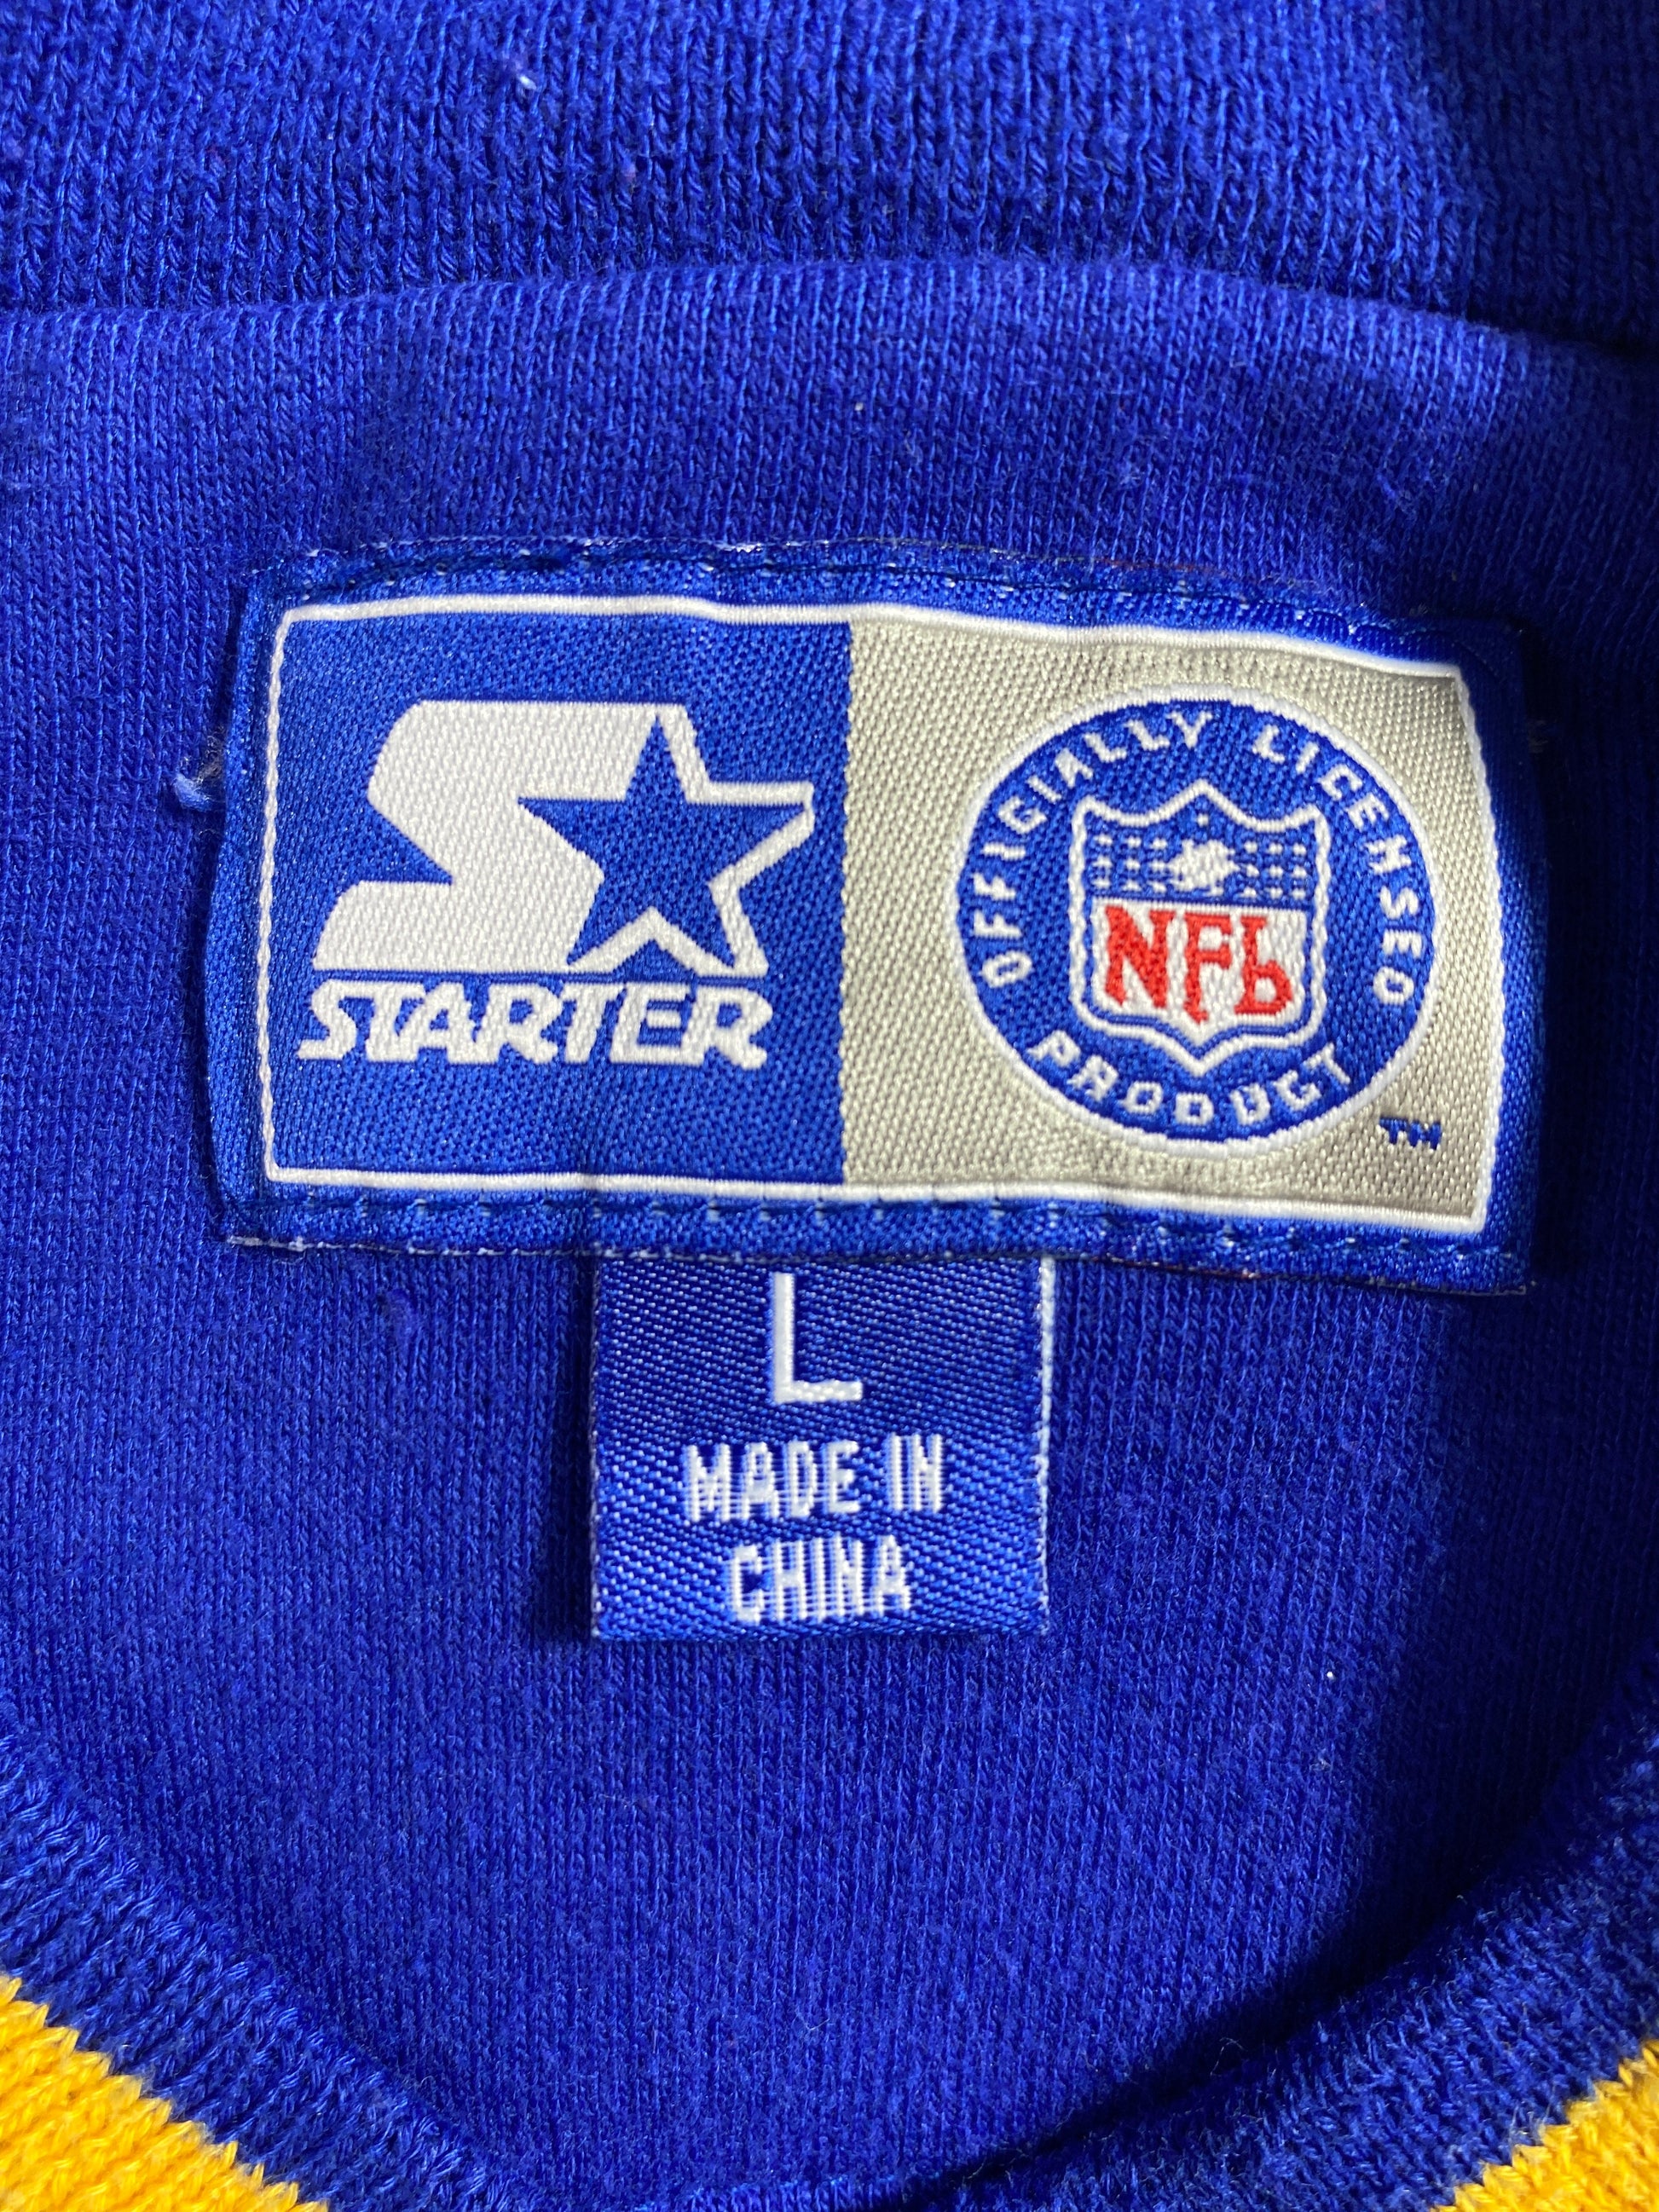 STARTER
OFFICIALLY LICENSED
NFL
PRODUCT
TM
L
MADE IN
CHINA